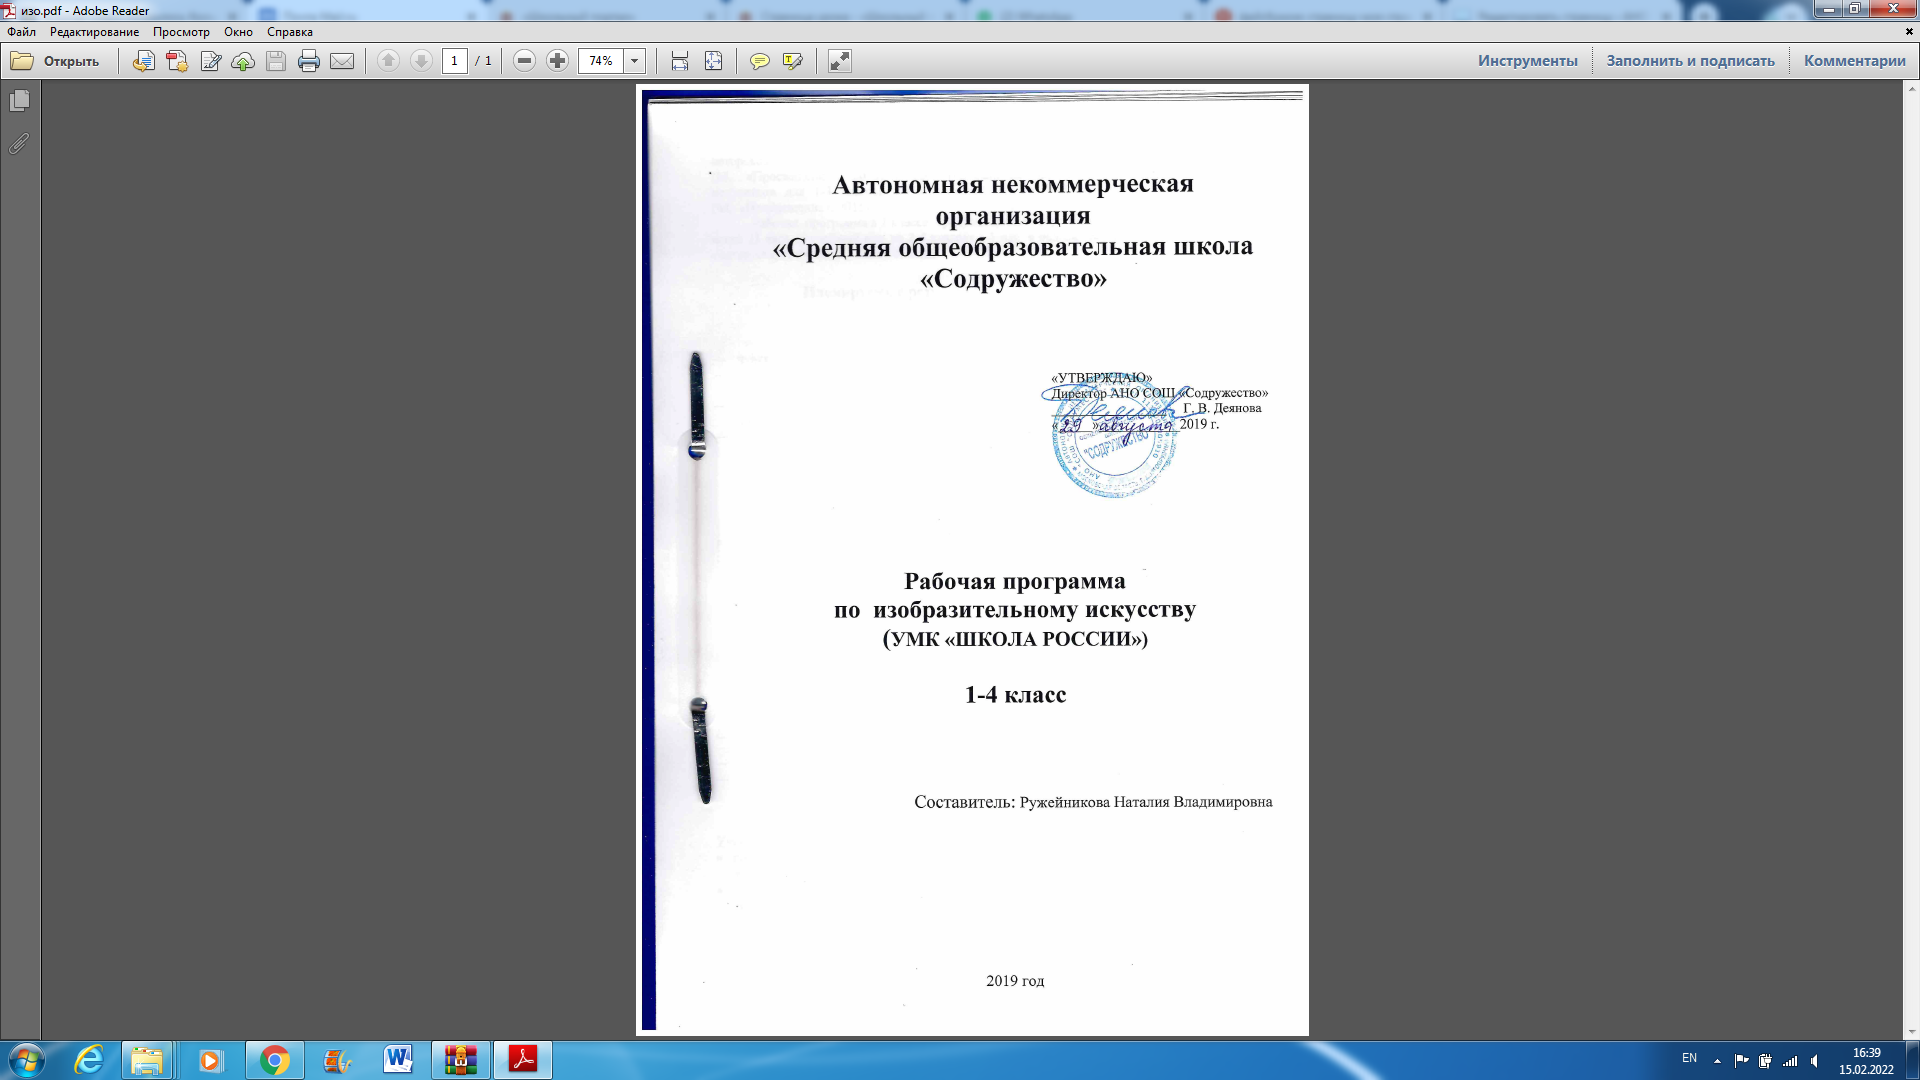 изо.pdf - Adobe Reader
Файл Редактирование Просмотр Окно Справка
Открыть 1 / 1 74% Инструменты Заполнить и подписать Комментарии
Автономная некоммерческая
организация
«Средняя общеобразовательная школа
«Содружество»
«УТВЕРЖДАЮ»
Директор АНО СОШ «Содружество»
Г. В. Деянова
« 29 » августа 2019 г.
"СОДРУЖЕСТВО"
Рабочая программа
по изобразительному искусству
(УМК «ШКОЛА РОССИИ»)
1-4 класс
Составитель: Ружейникова Наталия Владимировна
2019 год
EN
16:39
15.02.2022